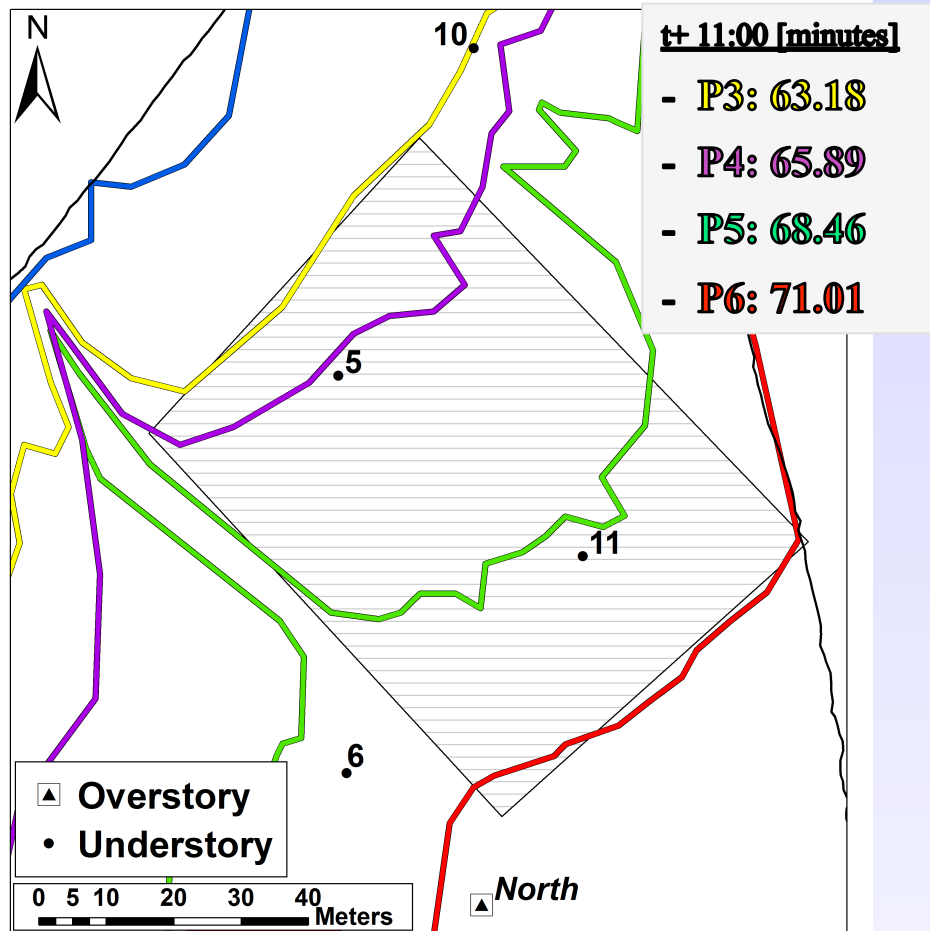 N
10
t+ 11:00 [minutes]
- P3: 63.18
- P4: 65.89
- P5: 68.46
- P6: 71.01
5
11
6
Overstory
Understory
North
0 5 10 20 30 40
Meters